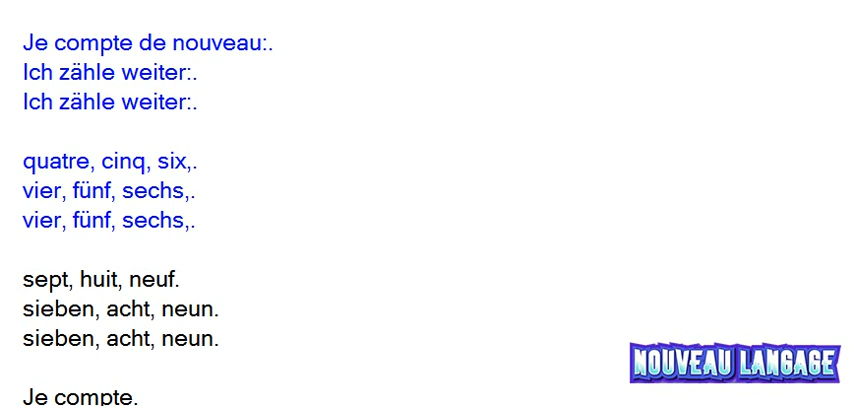 Je compte de nouveau:.
Ich zähle weiter:.
Ich zähle weiter:.
quatre, cinq, six,.
vier, fünf, sechs,.
vier, fünf, sechs,.
sept, huit, neuf.
sieben, acht, neun.
sieben, acht, neun.
NOUVEAU LANGAGE
Je compte.